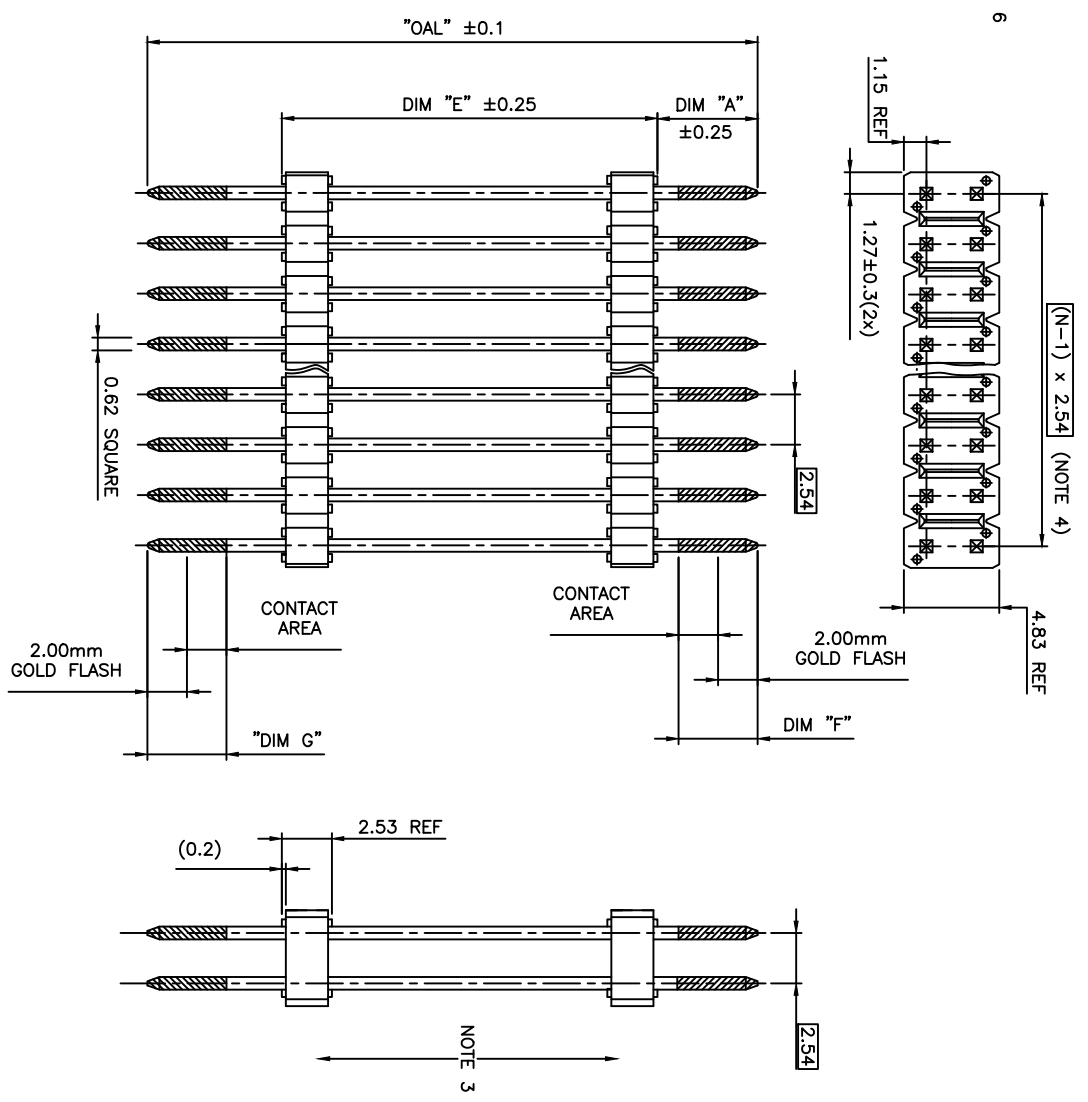 6
"OAL" ±0.1
DIM "E" ±0.25
DIM "A"
±0.25
1.15 REF
1.27±0.3(2x)
(N-1) x 2.54 (NOTE 4)
4.83 REF
0.62 SQUARE
2.54
CONTACT
AREA
CONTACT
AREA
2.00mm
GOLD FLASH
2.00mm
GOLD FLASH
"DIM G"
DIM "F"
2.53 REF
(0.2)
2.54
NOTE 3